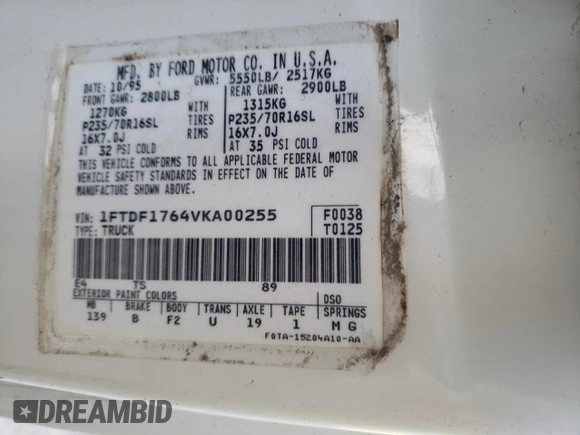 MFD. BY FORD MOTOR CO. IN U.S.A.
DATE: 10/95 GVWR: 5550LB/ 2517KG
FRONT GAWR: 2800LB REAR GAWR: 2900LB
1270KG WITH 1315KG WITH
P235/70R16SL TIRES P235/70R16SL TIRES
16X7.0J RIMS 16X7.0J RIMS
AT 32 PSI COLD AT 35 PSI COLD
THIS VEHICLE CONFORMS TO ALL APPLICABLE FEDERAL MOTOR
VEHICLE SAFETY STANDARDS IN EFFECT ON THE DATE OF
MANUFACTURE SHOWN ABOVE.
VIN: 1FTDF1764VKA00255 F0038
TYPE: TRUCK T0125
E4 TS 89
EXTERIOR PAINT COLORS DSO
WB BRAKE BODY TRANS AXLE TAPE SPRINGS
139 B F2 U 19 1 M G
F0TA-15204A10-AA
DREAMBID